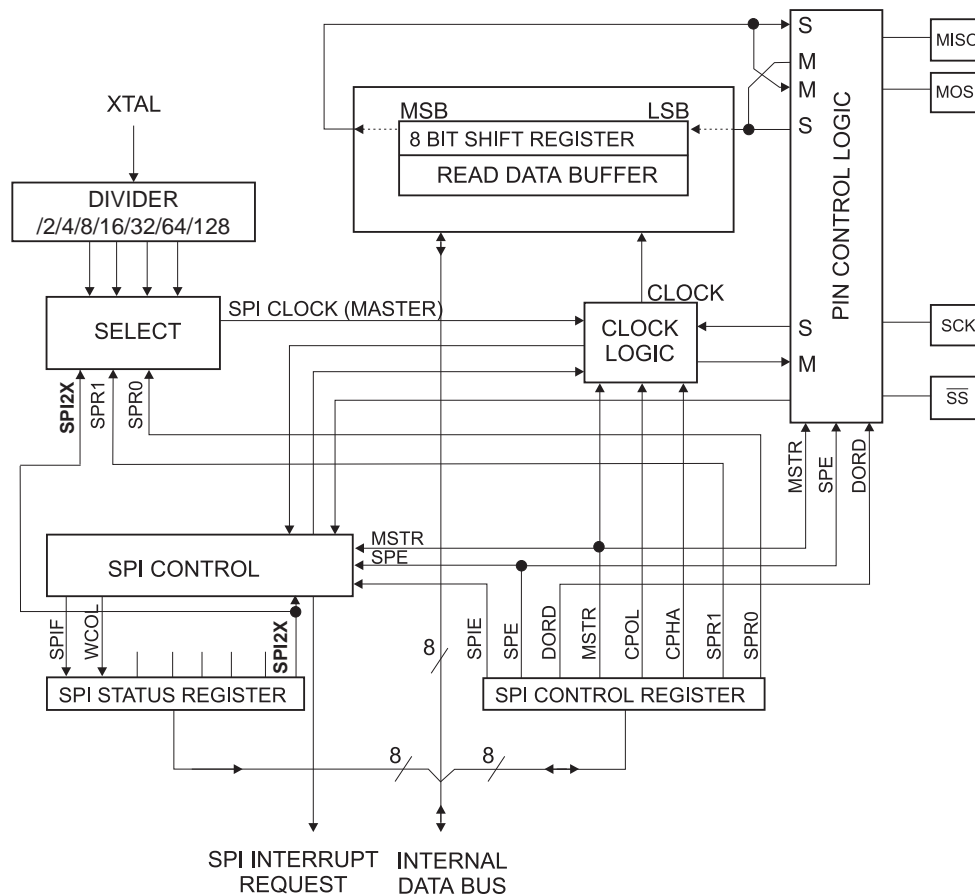 S
MISO
M
MOSI
M
S
PIN CONTROL LOGIC
XTAL
MSB
LSB
8 BIT SHIFT REGISTER
READ DATA BUFFER
DIVIDER
/2/4/8/16/32/64/128
SPI CLOCK (MASTER)
CLOCK
SELECT
CLOCK
LOGIC
S
M
SCK
SS
SPI2X
SPR1
SPR0
MSTR
SPE
DORD
MSTR
SPE
SPI CONTROL
SPIF
WCOL
SPI2X
SPIE
SPE
DORD
MSTR
CPOL
CPHA
SPR1
SPR0
8
SPI STATUS REGISTER
SPI CONTROL REGISTER
8
8
SPI INTERRUPT
REQUEST
INTERNAL
DATA BUS